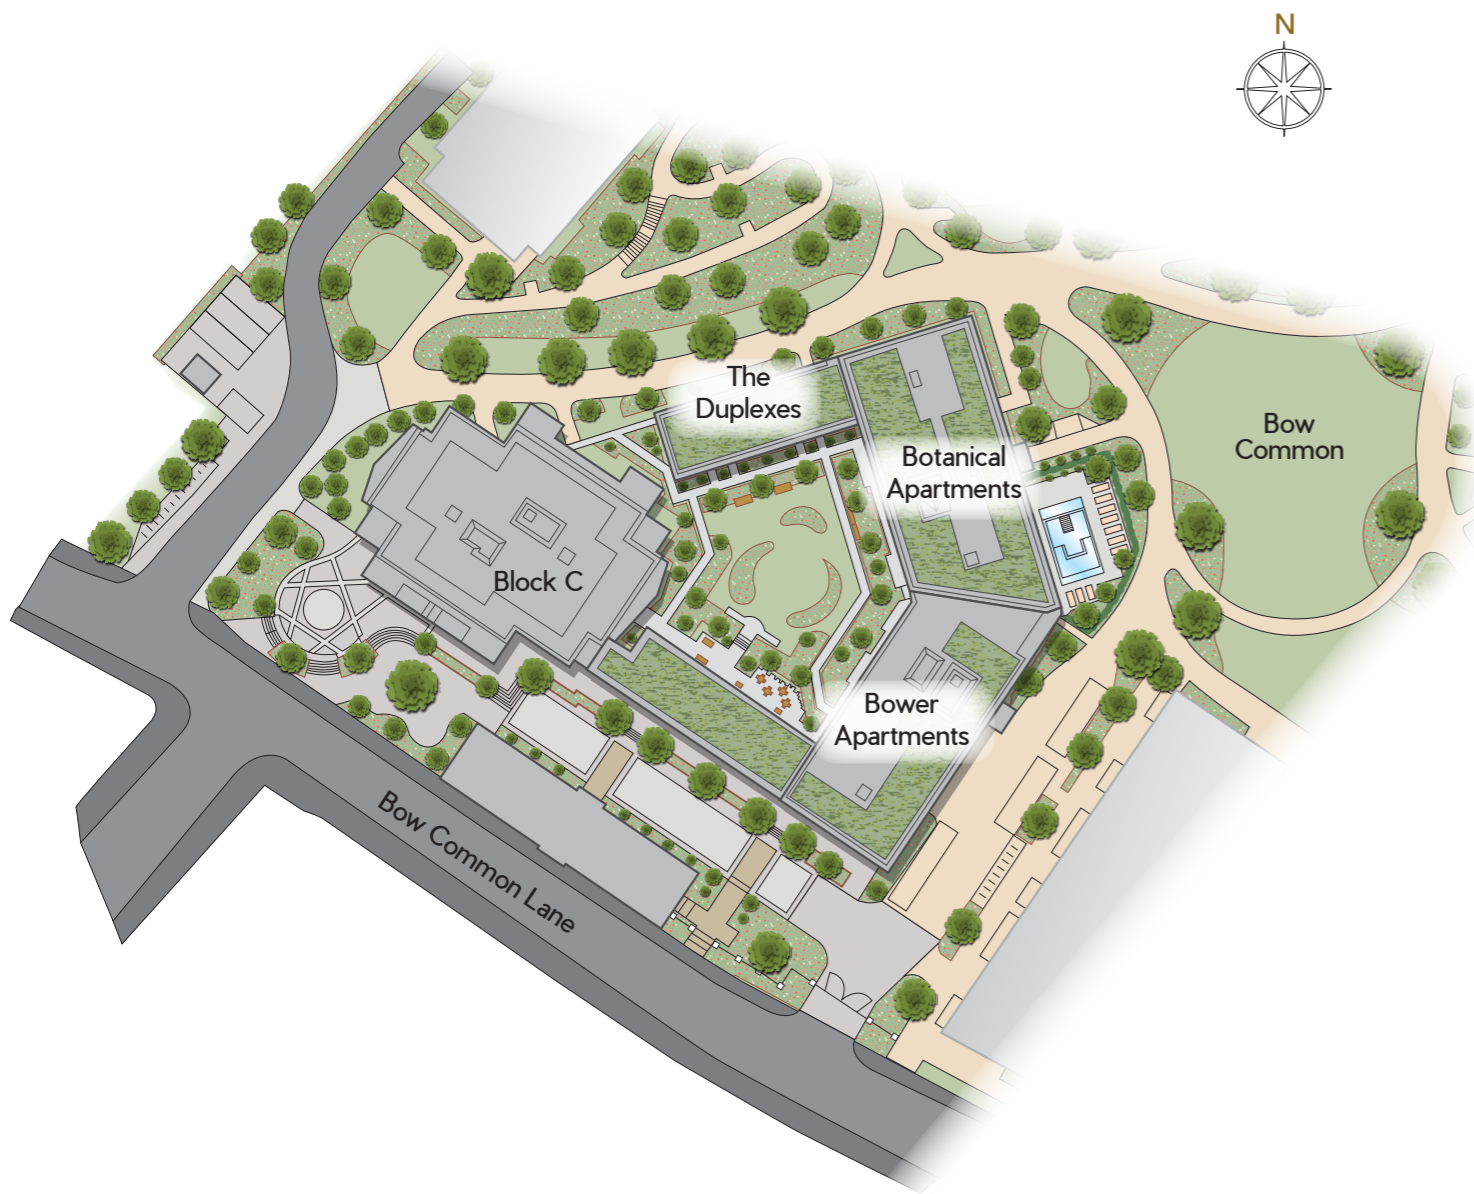 N
The
Duplexes
Botanical
Apartments
Bow
Common
Block C
Bower
Apartments
Bow Common Lane